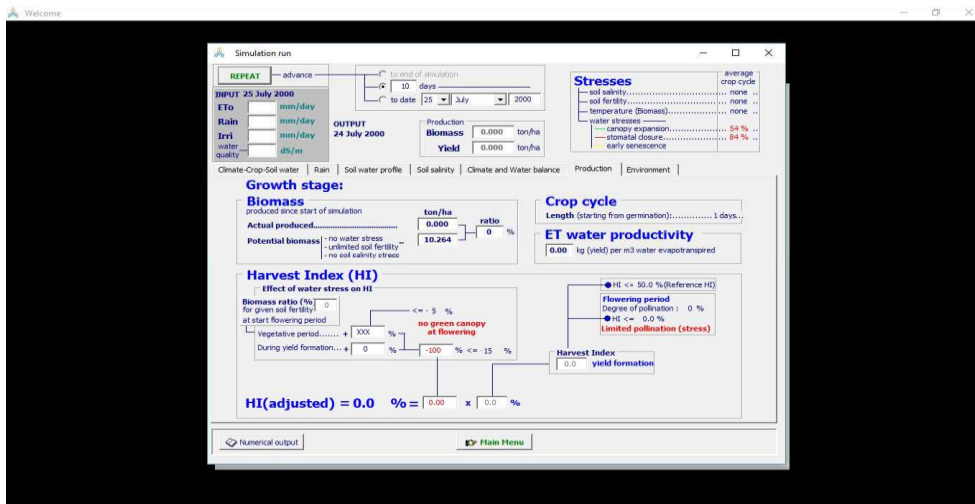 Welcome
Simulation run
REPEAT advance to end of simulation
10 days
to date 25 July 2000
INPUT 25 July 2000
ETo mm/day
Rain mm/day
Irri mm/day
water quality dS/m
OUTPUT
24 July 2000
Production
Biomass 0.000 ton/ha
Yield 0.000 ton/ha
Stresses average crop cycle
soil salinity none
soil fertility none
temperature (Biomass) none
water stresses
canopy expansion 54 %
stomatal closure 84 %
early senescence
Climate-Crop-Soil water Rain Soil water profile Soil salinity Climate and Water balance Production Environment
Growth stage:
Biomass
produced since start of simulation ton/ha
Actual produced 0.000 ratio
0 %
Potential biomass - no water stress .. 10.264
- unlimited soil fertility
- no soil salinity stress
Crop cycle
Length (starting from germination): 1 days...
ET water productivity
0.00 kg (yield) per m3 water evapotranspired
Harvest Index (HI)
Effect of water stress on HI
Biomass ratio (%) 0
for given soil fertility
at start flowering period
<= · 5 %
no green canopy
at flowering
Vegetative period....... + XXX %
During yield formation... + 0 %
-100 % <= ·15 %
HI <= 50.0 %(Reference HI)
Flowering period
Degree of pollination : 0 %
HI <= 0.0 %
Limited pollination (stress)
Harvest Index
0.0 yield formation
HI(adjusted) = 0.0 % = 0.00 x 0.0 %
Numerical output
Main Menu